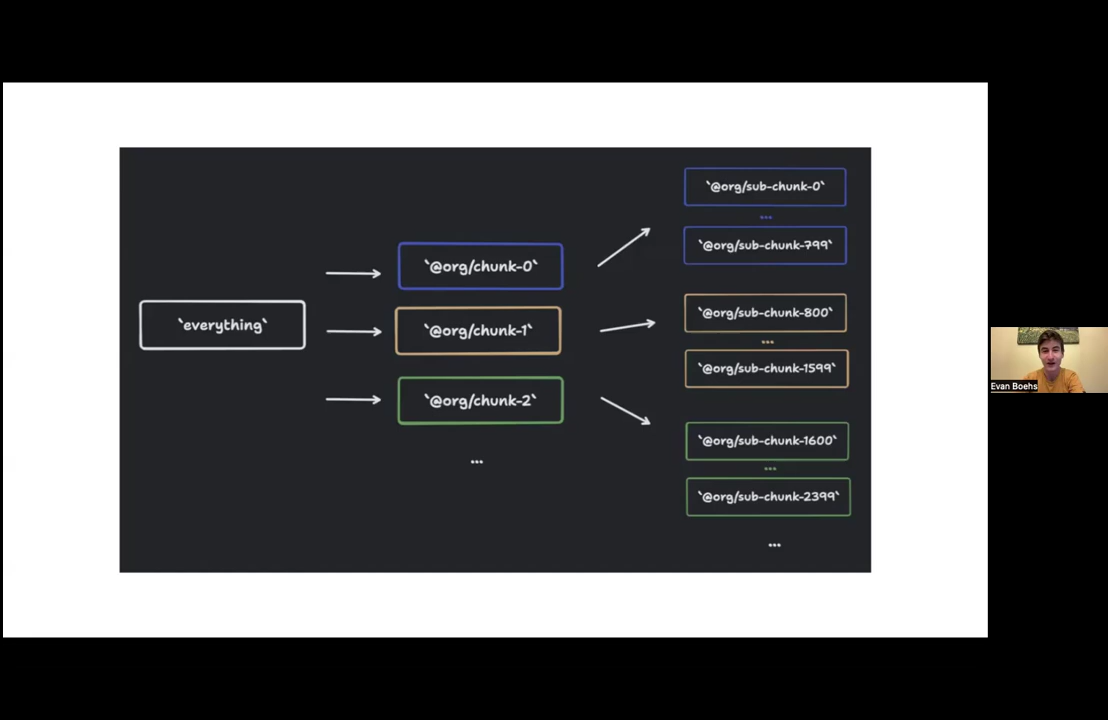 `everything`
`@org/chunk-0`
`@org/chunk-1`
`@org/chunk-2`
...
`@org/sub-chunk-0`
...
`@org/sub-chunk-799`
`@org/sub-chunk-800`
...
`@org/sub-chunk-1599`
`@org/sub-chunk-1600`
...
`@org/sub-chunk-2399`
...
Evan Boehs